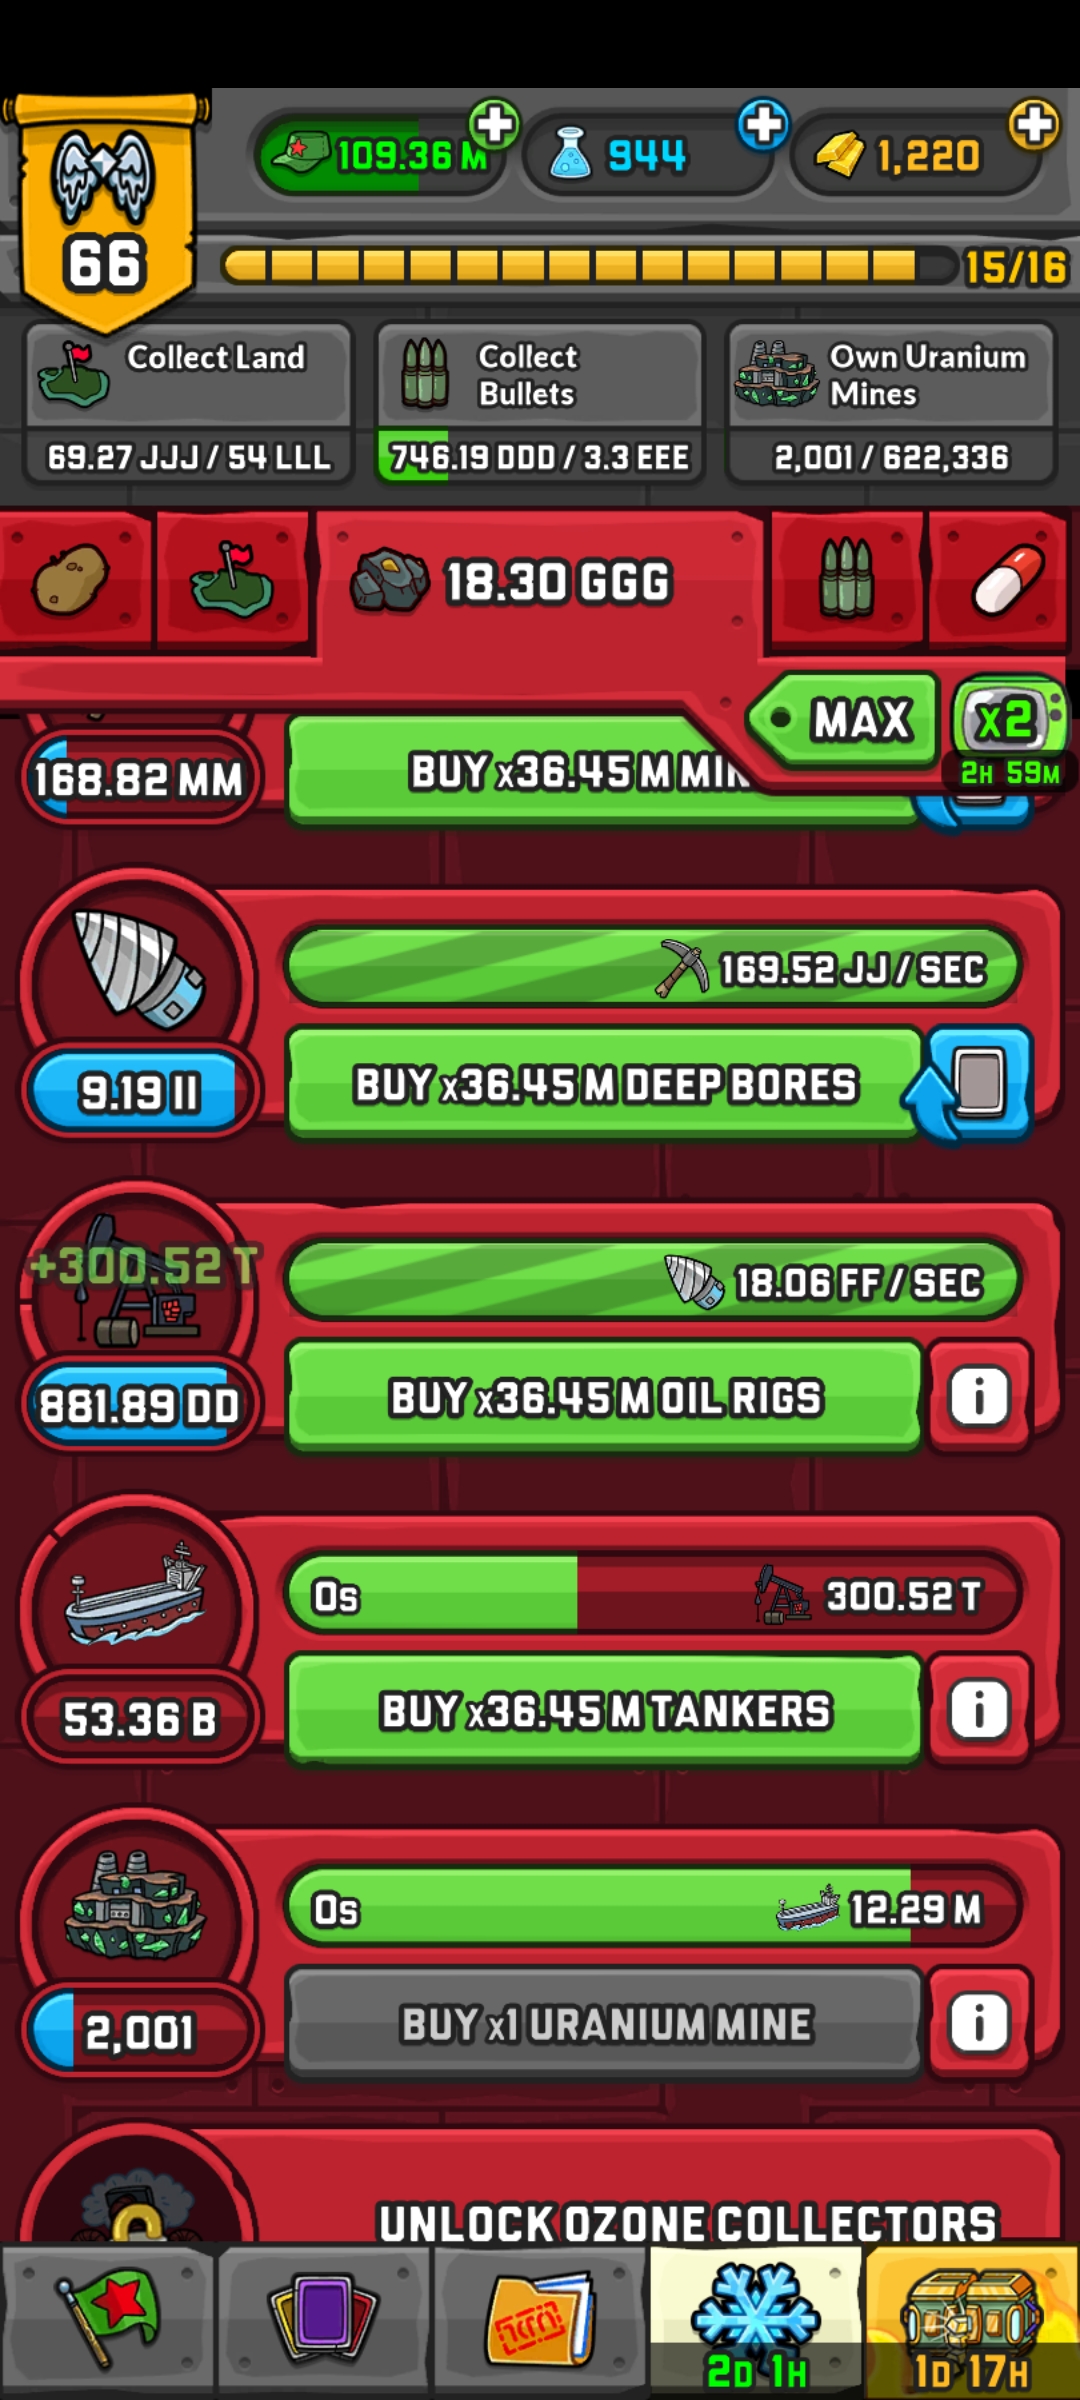 109.36 M
944
1,220
66
15/16
Collect Land
69.27 JJJ / 54 LLL
Collect
Bullets
746.19 DDD / 3.3 EEE
Own Uranium
Mines
2,001 / 622,336
18.30 GGG
MAX
x2
2H 59M
168.82 MM
BUY x36.45 M
169.52 JJ / SEC
9.19 II
BUY x36.45 M DEEP BORES
+300.52 T
18.06 FF / SEC
881.89 DD
BUY x36.45 M OIL RIGS
0s
300.52 T
53.36 B
BUY x36.45 M TANKERS
0s
12.29 M
2,001
BUY x1 URANIUM MINE
UNLOCK OZONE COLLECTORS
2D 1H
1D 17H